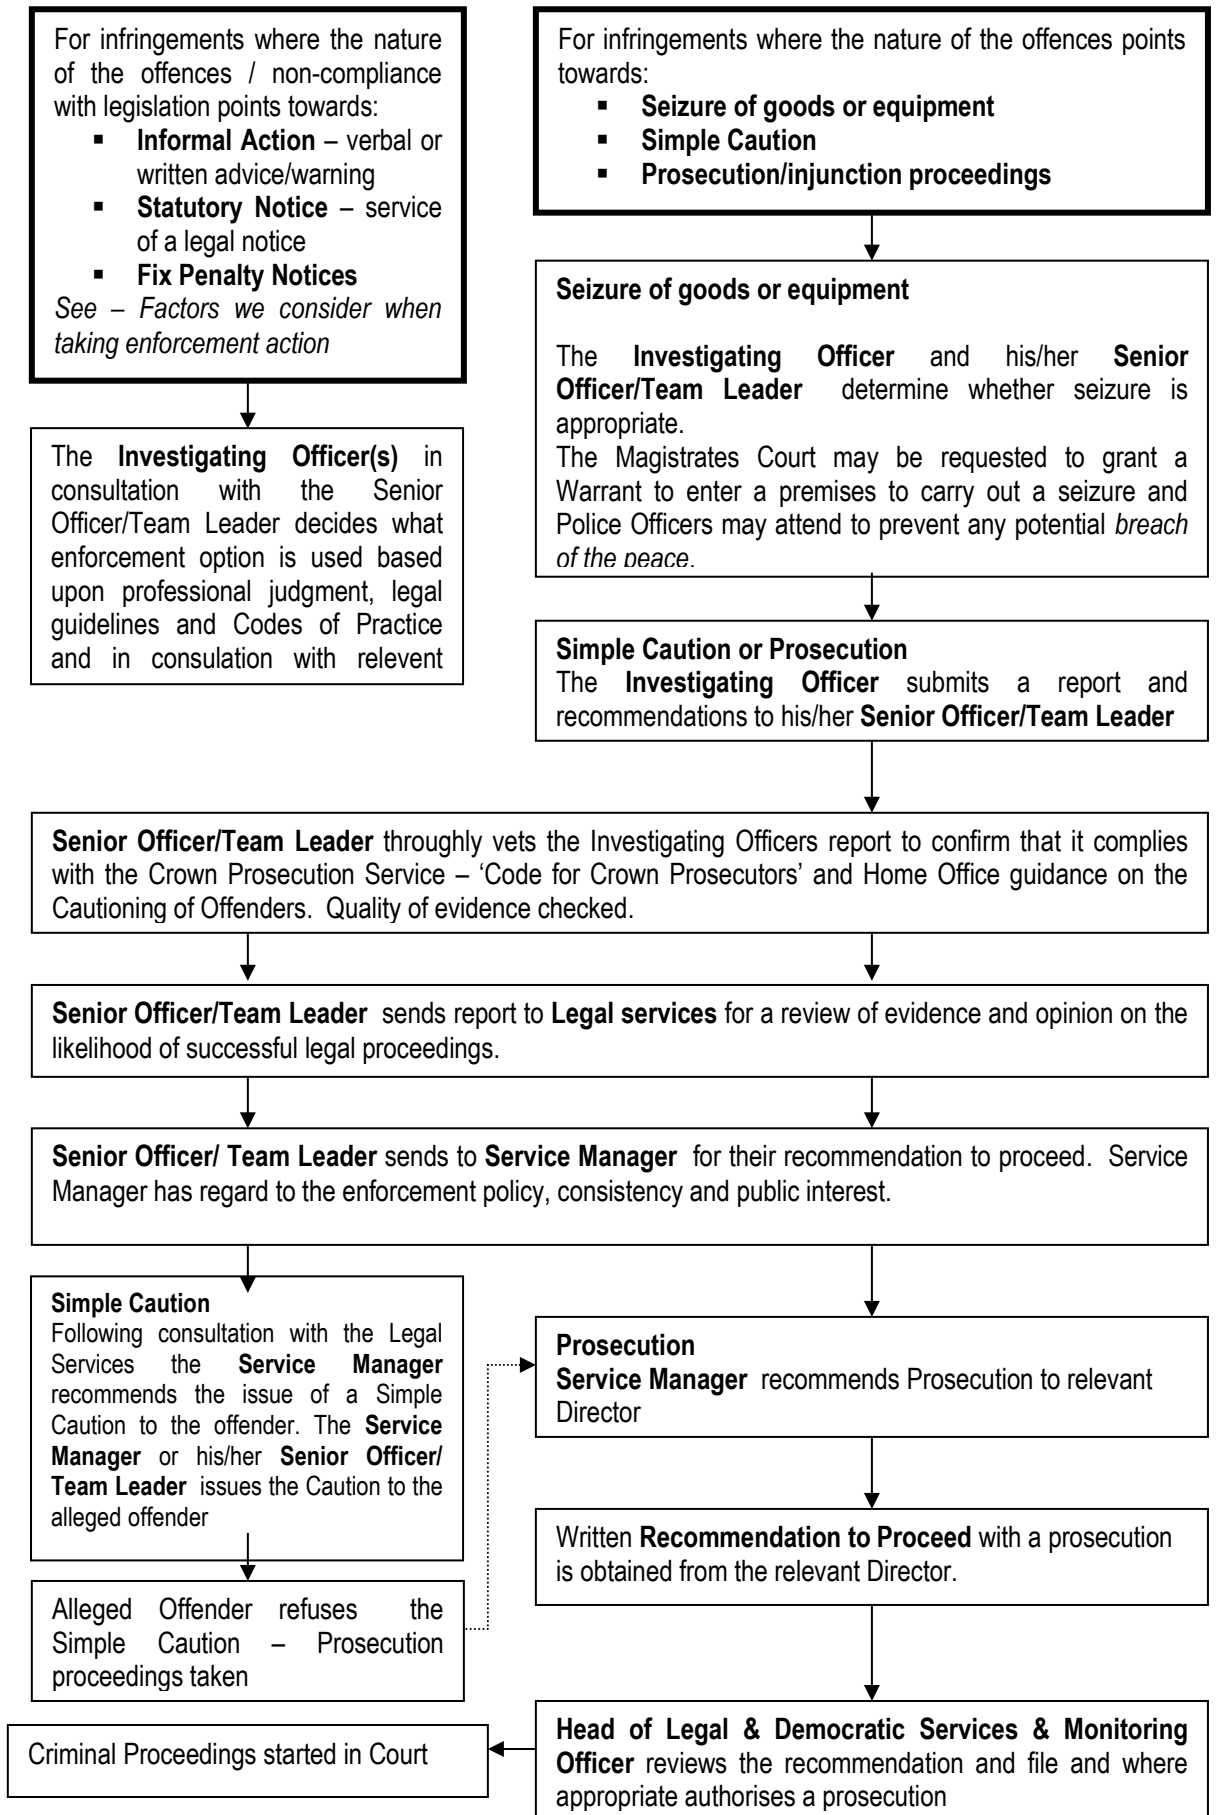 For infringements where the nature
of the offences / non-compliance
with legislation points towards:
▪ Informal Action – verbal or
written advice/warning
▪ Statutory Notice – service
of a legal notice
▪ Fix Penalty Notices
See – Factors we consider when
taking enforcement action
The Investigating Officer(s) in
consultation with the Senior
Officer/Team Leader decides what
enforcement option is used based
upon professional judgment, legal
guidelines and Codes of Practice
and in consulation with relevent
For infringements where the nature of the offences points
towards:
▪ Seizure of goods or equipment
▪ Simple Caution
▪ Prosecution/injunction proceedings
Seizure of goods or equipment
The Investigating Officer and his/her Senior
Officer/Team Leader determine whether seizure is
appropriate.
The Magistrates Court may be requested to grant a
Warrant to enter a premises to carry out a seizure and
Police Officers may attend to prevent any potential breach
of the peace.
Simple Caution or Prosecution
The Investigating Officer submits a report and
recommendations to his/her Senior Officer/Team Leader
Senior Officer/Team Leader throughly vets the Investigating Officers report to confirm that it complies
with the Crown Prosecution Service – 'Code for Crown Prosecutors' and Home Office guidance on the
Cautioning of Offenders. Quality of evidence checked.
Senior Officer/Team Leader sends report to Legal services for a review of evidence and opinion on the
likelihood of successful legal proceedings.
Senior Officer/ Team Leader sends to Service Manager for their recommendation to proceed. Service
Manager has regard to the enforcement policy, consistency and public interest.
Simple Caution
Following consultation with the Legal
Services the Service Manager
recommends the issue of a Simple
Caution to the offender. The Service
Manager or his/her Senior Officer/
Team Leader issues the Caution to the
alleged offender
Alleged Offender refuses the
Simple Caution – Prosecution
proceedings taken
Prosecution
Service Manager recommends Prosecution to relevant
Director
Written Recommendation to Proceed with a prosecution
is obtained from the relevant Director.
Head of Legal & Democratic Services & Monitoring
Officer reviews the recommendation and file and where
appropriate authorises a prosecution
Criminal Proceedings started in Court